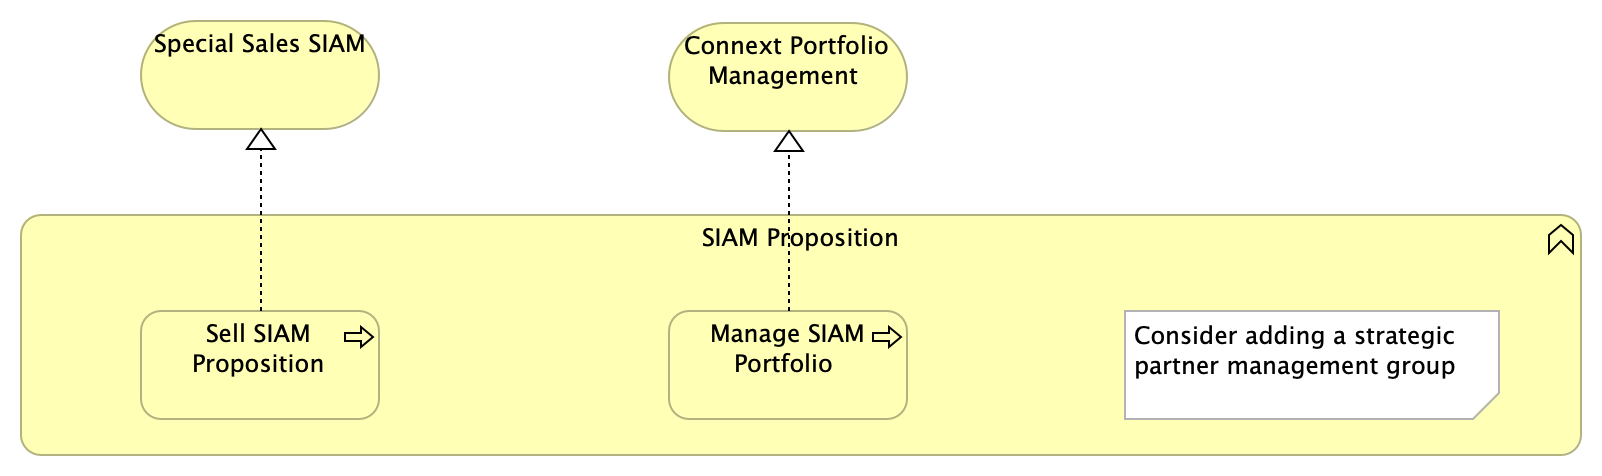 Special Sales SIAM
Connext Portfolio
Management
SIAM Proposition
Sell SIAM
Proposition
Manage SIAM
Portfolio
Consider adding a strategic
partner management group